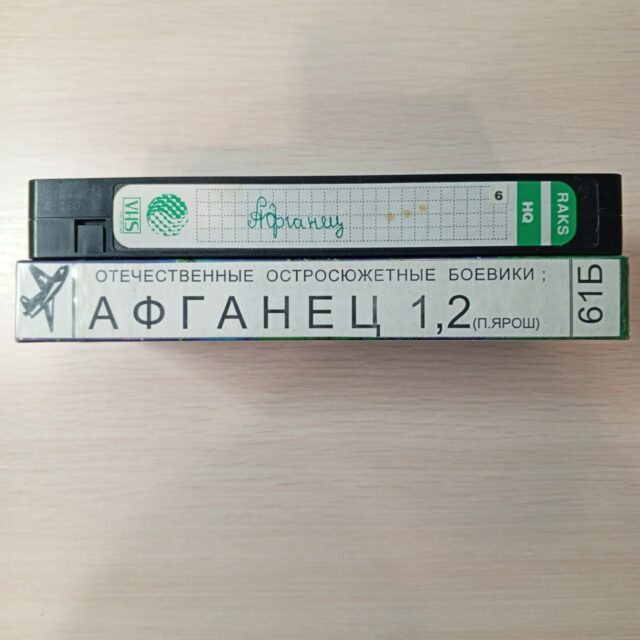 VHS
Афганец
6
HQ
RAKS
ОТЕЧЕСТВЕННЫЕ ОСТРОСЮЖЕТНЫЕ БОЕВИКИ ;
АФГАНЕЦ 1,2 (П.ЯРОШ)
61Б